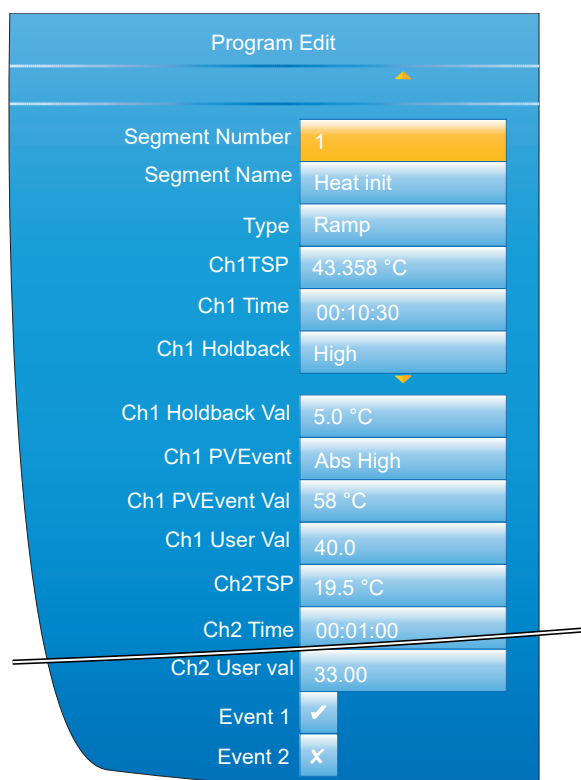 Program Edit
Segment Number 1
Segment Name Heat init
Type Ramp
Ch1TSP 43.358 °C
Ch1 Time 00:10:30
Ch1 Holdback High
Ch1 Holdback Val 5.0 °C
Ch1 PVEvent Abs High
Ch1 PVEvent Val 58 °C
Ch1 User Val 40.0
Ch2TSP 19.5 °C
Ch2 Time 00:01:00
Ch2 User val 33.00
Event 1 ✔
Event 2 ✘